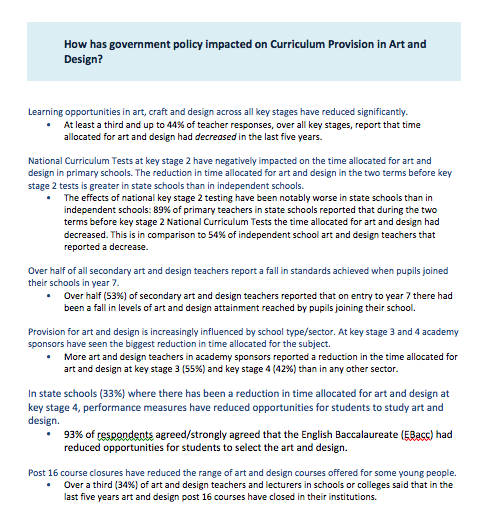 How has government policy impacted on Curriculum Provision in Art and
Design?
Learning opportunities in art, craft and design across all key stages have reduced significantly.
• At least a third and up to 44% of teacher responses, over all key stages, report that time
allocated for art and design had decreased in the last five years.
National Curriculum Tests at key stage 2 have negatively impacted on the time allocated for art and
design in primary schools. The reduction in time allocated for art and design in the two terms before key
stage 2 tests is greater in state schools than in independent schools.
• The effects of national key stage 2 testing have been notably worse in state schools than in
independent schools: 89% of primary teachers in state schools reported that during the two
terms before key stage 2 National Curriculum Tests the time allocated for art and design had
decreased. This is in comparison to 54% of independent school art and design teachers that
reported a decrease.
Over half of all secondary art and design teachers report a fall in standards achieved when pupils joined
their schools in year 7.
• Over half (53%) of secondary art and design teachers reported that on entry to year 7 there had
been a fall in levels of art and design attainment reached by pupils joining their school.
Provision for art and design is increasingly influenced by school type/sector. At key stage 3 and 4 academy
sponsors have seen the biggest reduction in time allocated for the subject.
• More art and design teachers in academy sponsors reported a reduction in the time allocated for
art and design at key stage 3 (55%) and key stage 4 (42%) than in any other sector.
In state schools (33%) where there has been a reduction in time allocated for art and design at
key stage 4, performance measures have reduced opportunities for students to study art and
design.
• 93% of respondents agreed/strongly agreed that the English Baccalaureate (EBacc) had
reduced opportunities for students to select the art and design.
Post 16 course closures have reduced the range of art and design courses offered for some young people.
• Over a third (34%) of art and design teachers and lecturers in schools or colleges said that in the
last five years art and design post 16 courses have closed in their institutions.